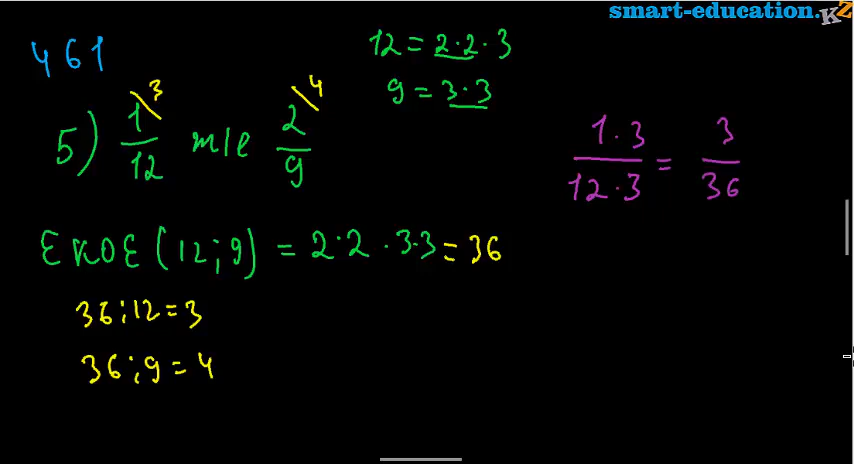 smart-education.KZ
461
12 = 2·2·3
9 = 3·3
5) 1/12 ^3 және 2/9 ^4
1·3/12·3 = 3/36
ЕКОЕ(12;9) = 2·2·3·3 = 36
36:12=3
36:9=4